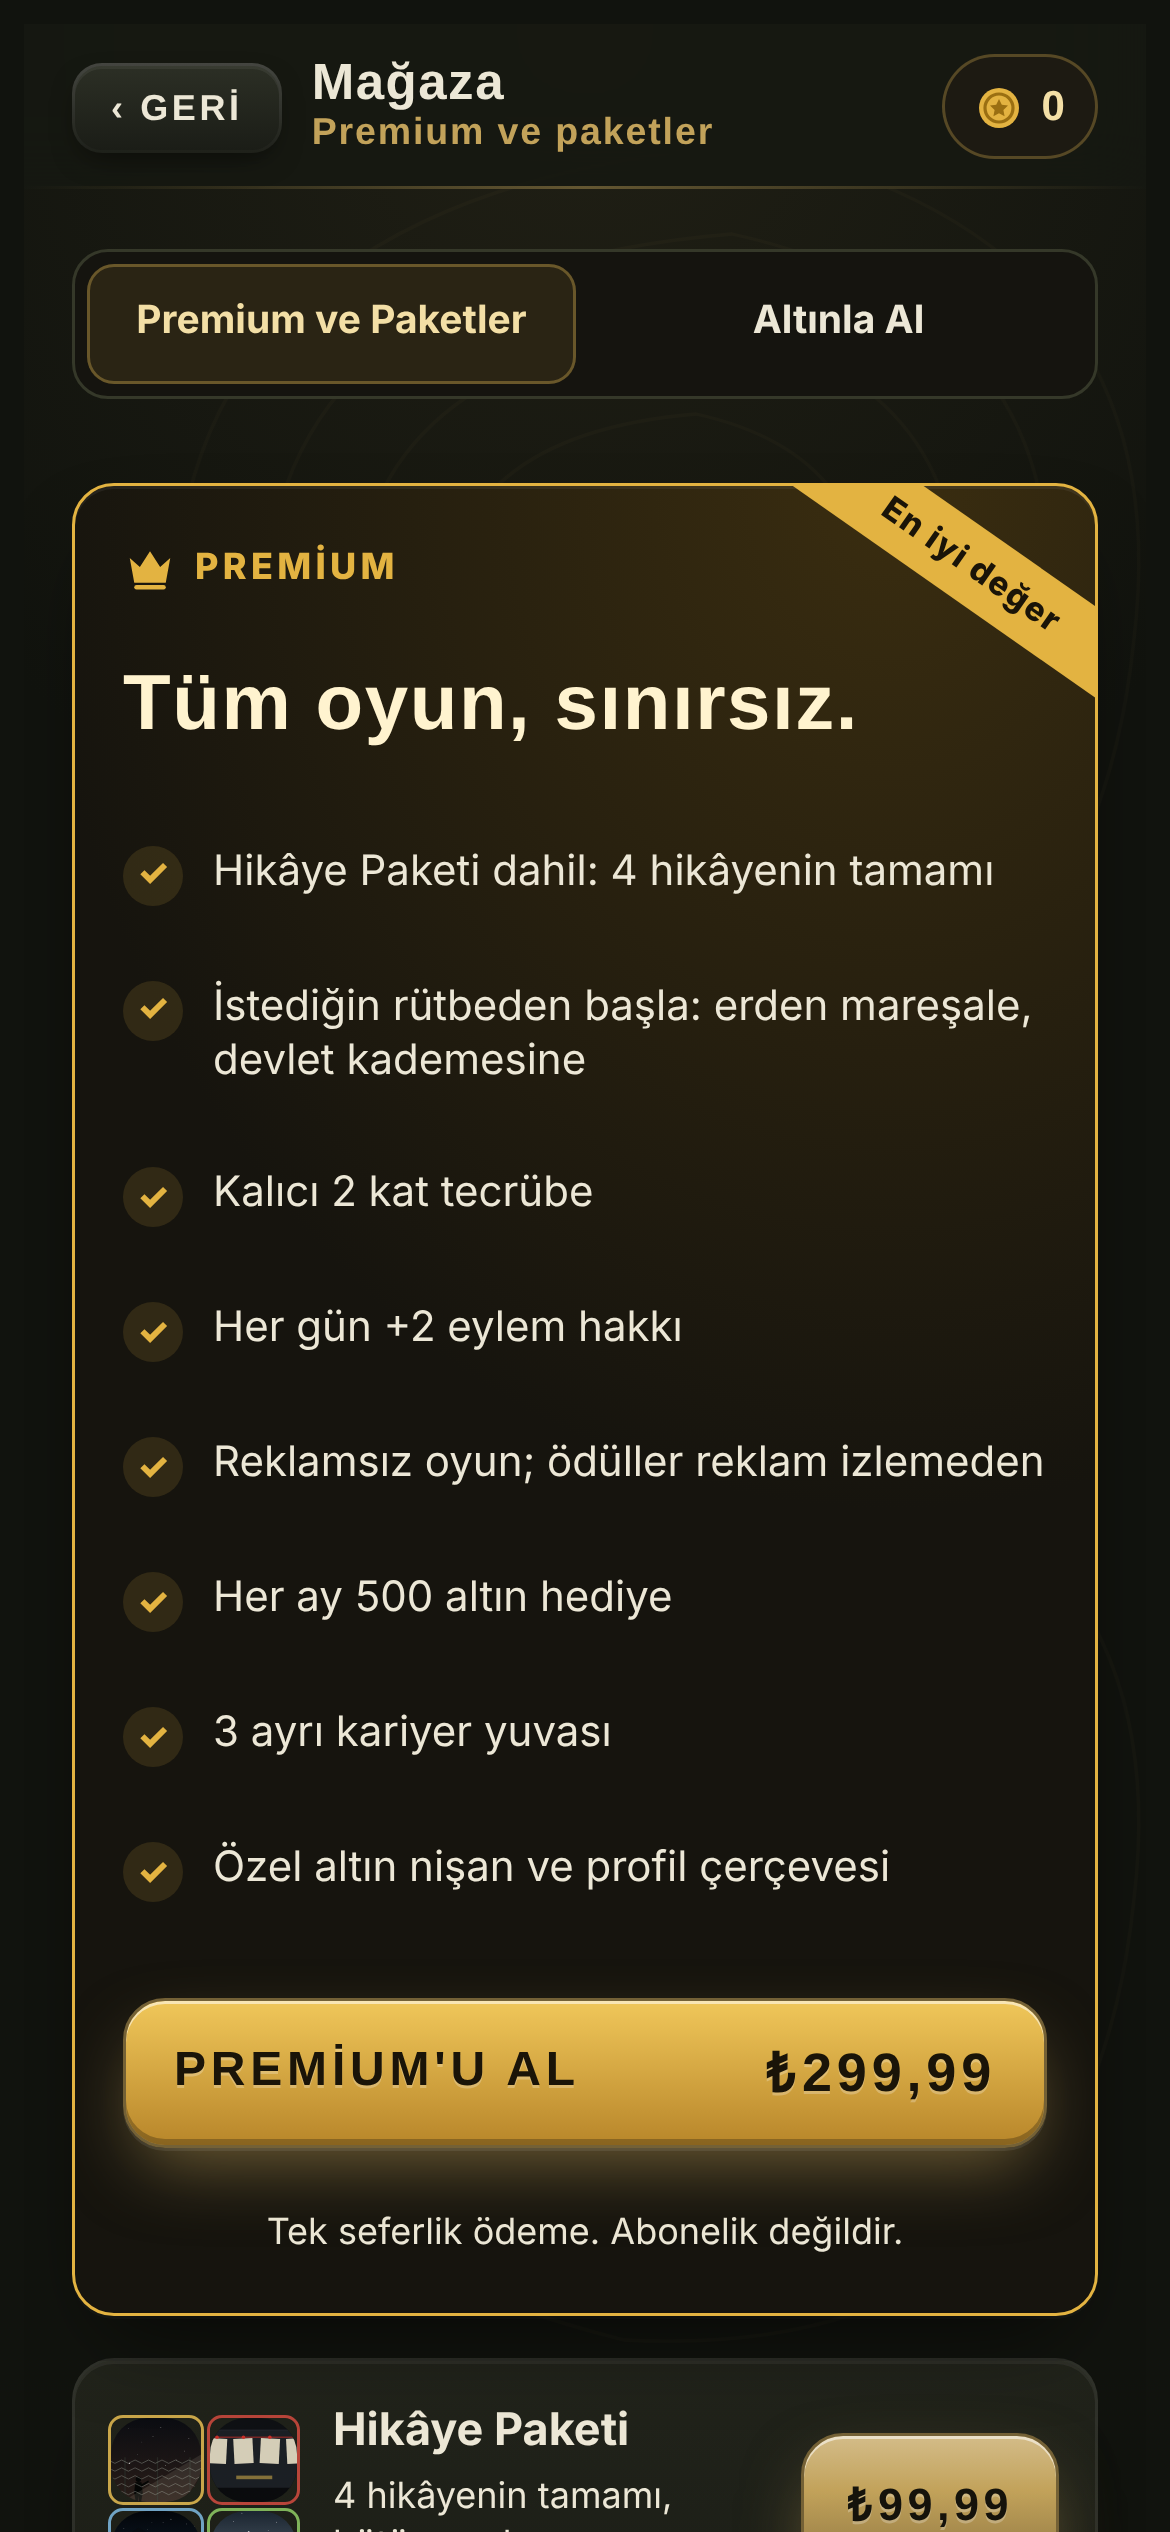 ‹ GERİ
Mağaza
Premium ve paketler
0
Premium ve Paketler
Altınla Al
En iyi değer
PREMİUM
Tüm oyun, sınırsız.
Hikâye Paketi dahil: 4 hikâyenin tamamı
İstediğin rütbeden başla: erden mareşale,
devlet kademesine
Kalıcı 2 kat tecrübe
Her gün +2 eylem hakkı
Reklamsız oyun; ödüller reklam izlemeden
Her ay 500 altın hediye
3 ayrı kariyer yuvası
Özel altın nişan ve profil çerçevesi
PREMİUM'U AL
₺299,99
Tek seferlik ödeme. Abonelik değildir.
Hikâye Paketi
4 hikâyenin tamamı,
₺99,99